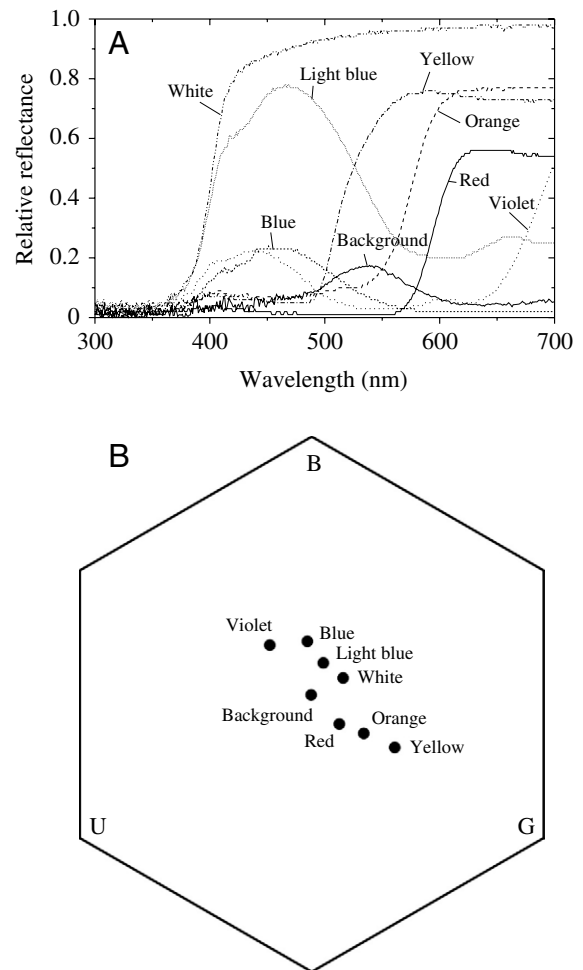 A
1.0
0.8
0.6
0.4
0.2
0
Relative reflectance
White
Light blue
Yellow
Orange
Red
Violet
Blue
Background
300
400
500
600
700
Wavelength (nm)
B
B
Violet
Blue
Light blue
White
Background
Red
Orange
Yellow
U
G